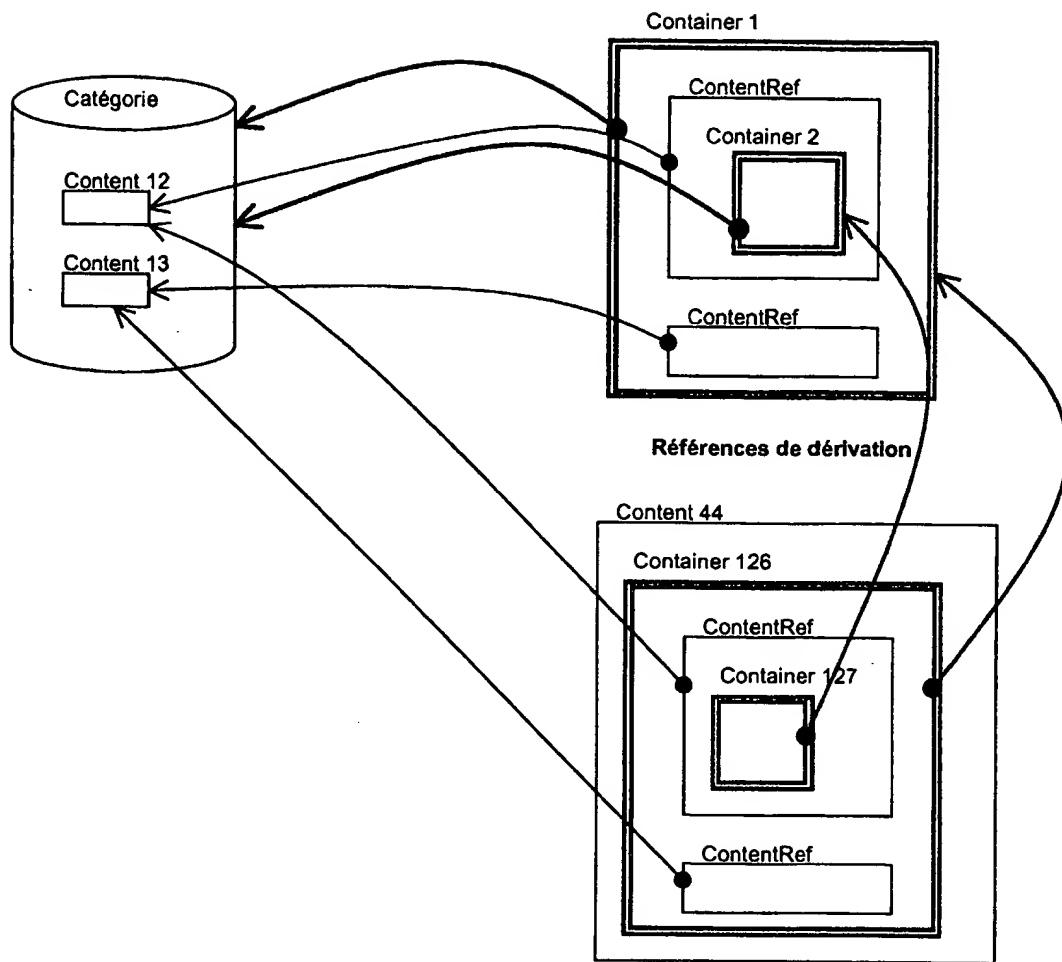 Container 1
Catégorie
ContentRef
Container 2
Content 12
Content 13
ContentRef
Références de dérivation
Content 44
Container 126
ContentRef
Container 127
ContentRef